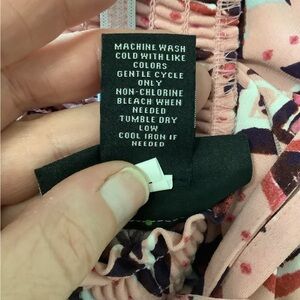 MACHINE WASH
COLD WITH LIKE
COLORS
GENTLE CYCLE
ONLY
NON-CHLORINE
BLEACH WHEN
NEEDED
TUMBLE DRY
LOW
COOL IRON IF
NEEDED